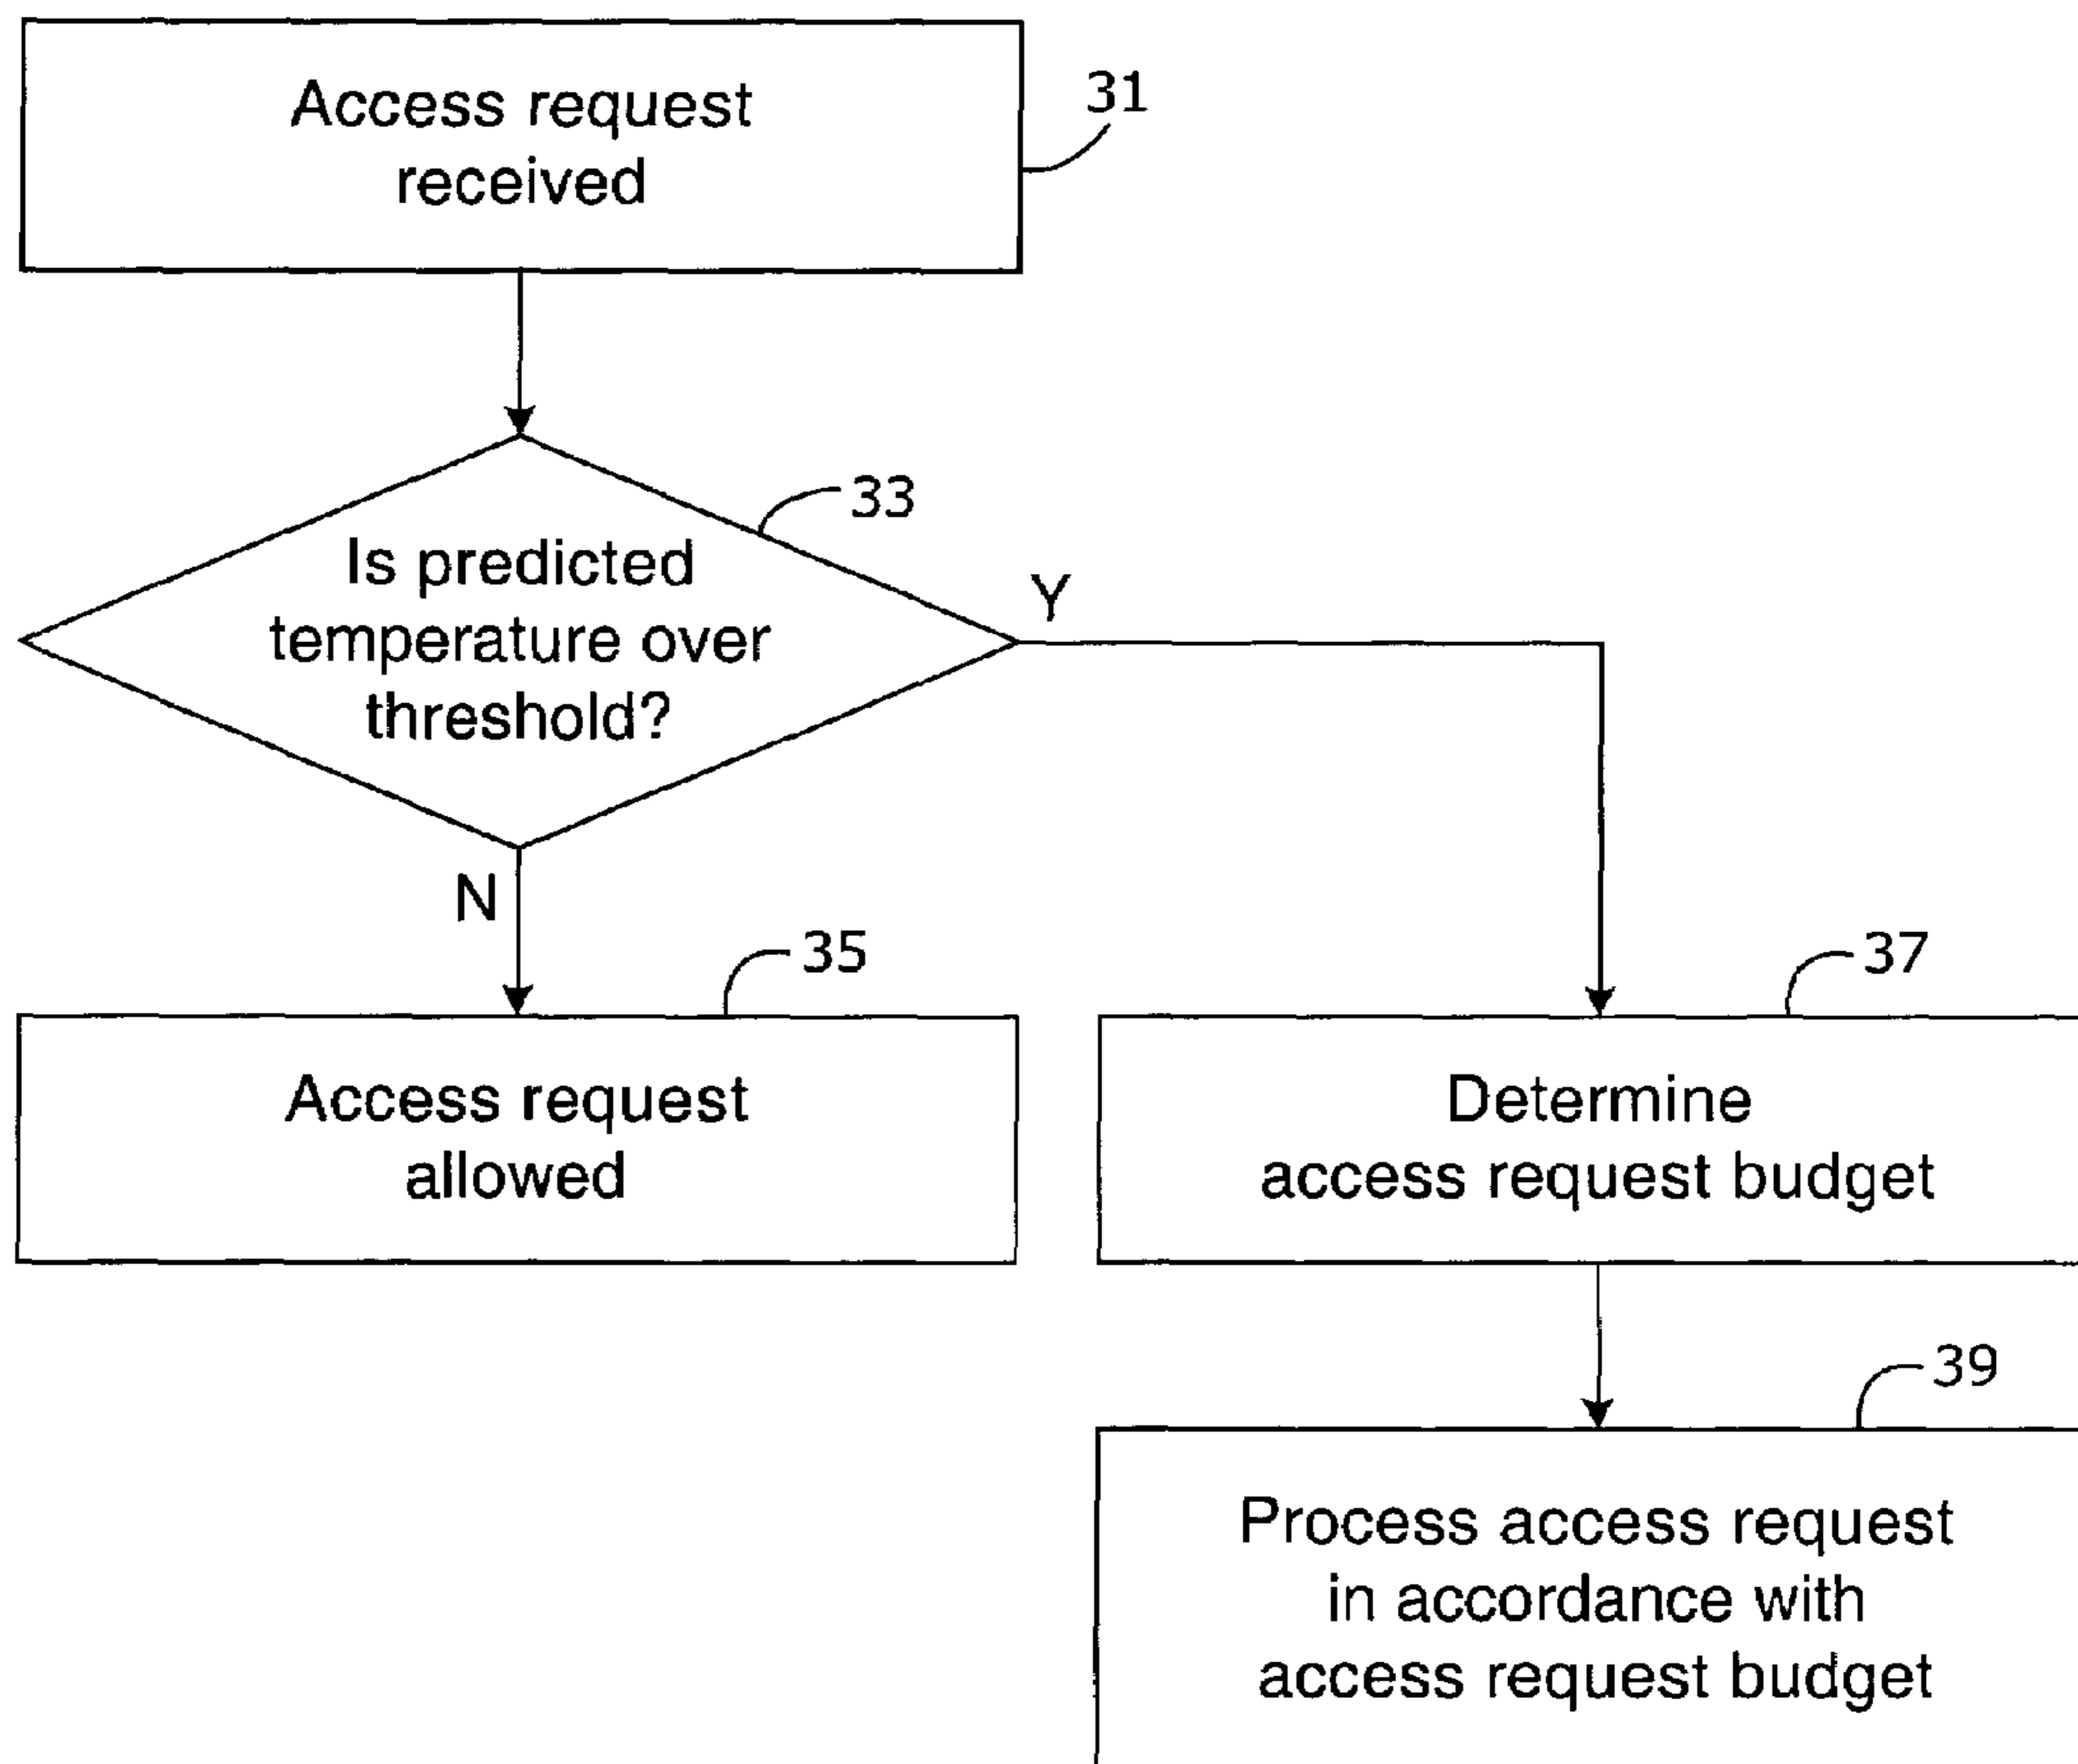 Access request
received
31
33
Is predicted
temperature over
threshold?
Y
N
35
37
Access request
allowed
Determine
access request budget
39
Process access request
in accordance with
access request budget